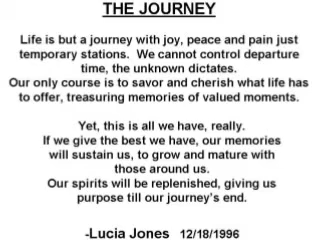 THE JOURNEY
Life is but a journey with joy, peace and pain just
temporary stations.  We cannot control departure
time, the unknown dictates.
Our only course is to savor and cherish what life has
to offer, treasuring memories of valued moments.
Yet, this is all we have, really.
If we give the best we have, our memories
will sustain us, to grow and mature with
those around us.
Our spirits will be replenished, giving us
purpose till our journey's end.
-Lucia Jones   12/18/1996